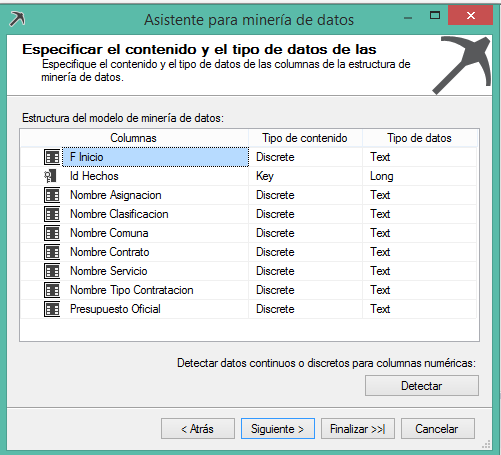 Asistente para minería de datos
Especificar el contenido y el tipo de datos de las
Especifique el contenido y el tipo de datos de las columnas de la estructura de
minería de datos.
Estructura del modelo de minería de datos:
Columnas Tipo de contenido Tipo de datos
F Inicio Discrete Text
Id Hechos Key Long
Nombre Asignacion Discrete Text
Nombre Clasificacion Discrete Text
Nombre Comuna Discrete Text
Nombre Contrato Discrete Text
Nombre Servicio Discrete Text
Nombre Tipo Contratacion Discrete Text
Presupuesto Oficial Discrete Text
Detectar datos continuos o discretos para columnas numéricas:
Detectar
< Atrás Siguiente > Finalizar >>| Cancelar